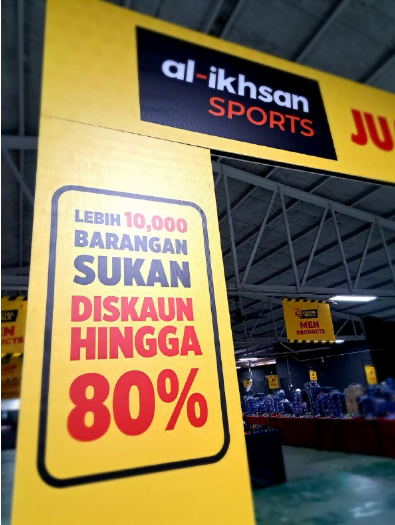 al-ikhsan
SPORTS
JU
LEBIH 10,000
BARANGAN
SUKAN
DISKAUN
HINGGA
80%
MEN
PRODUCTS